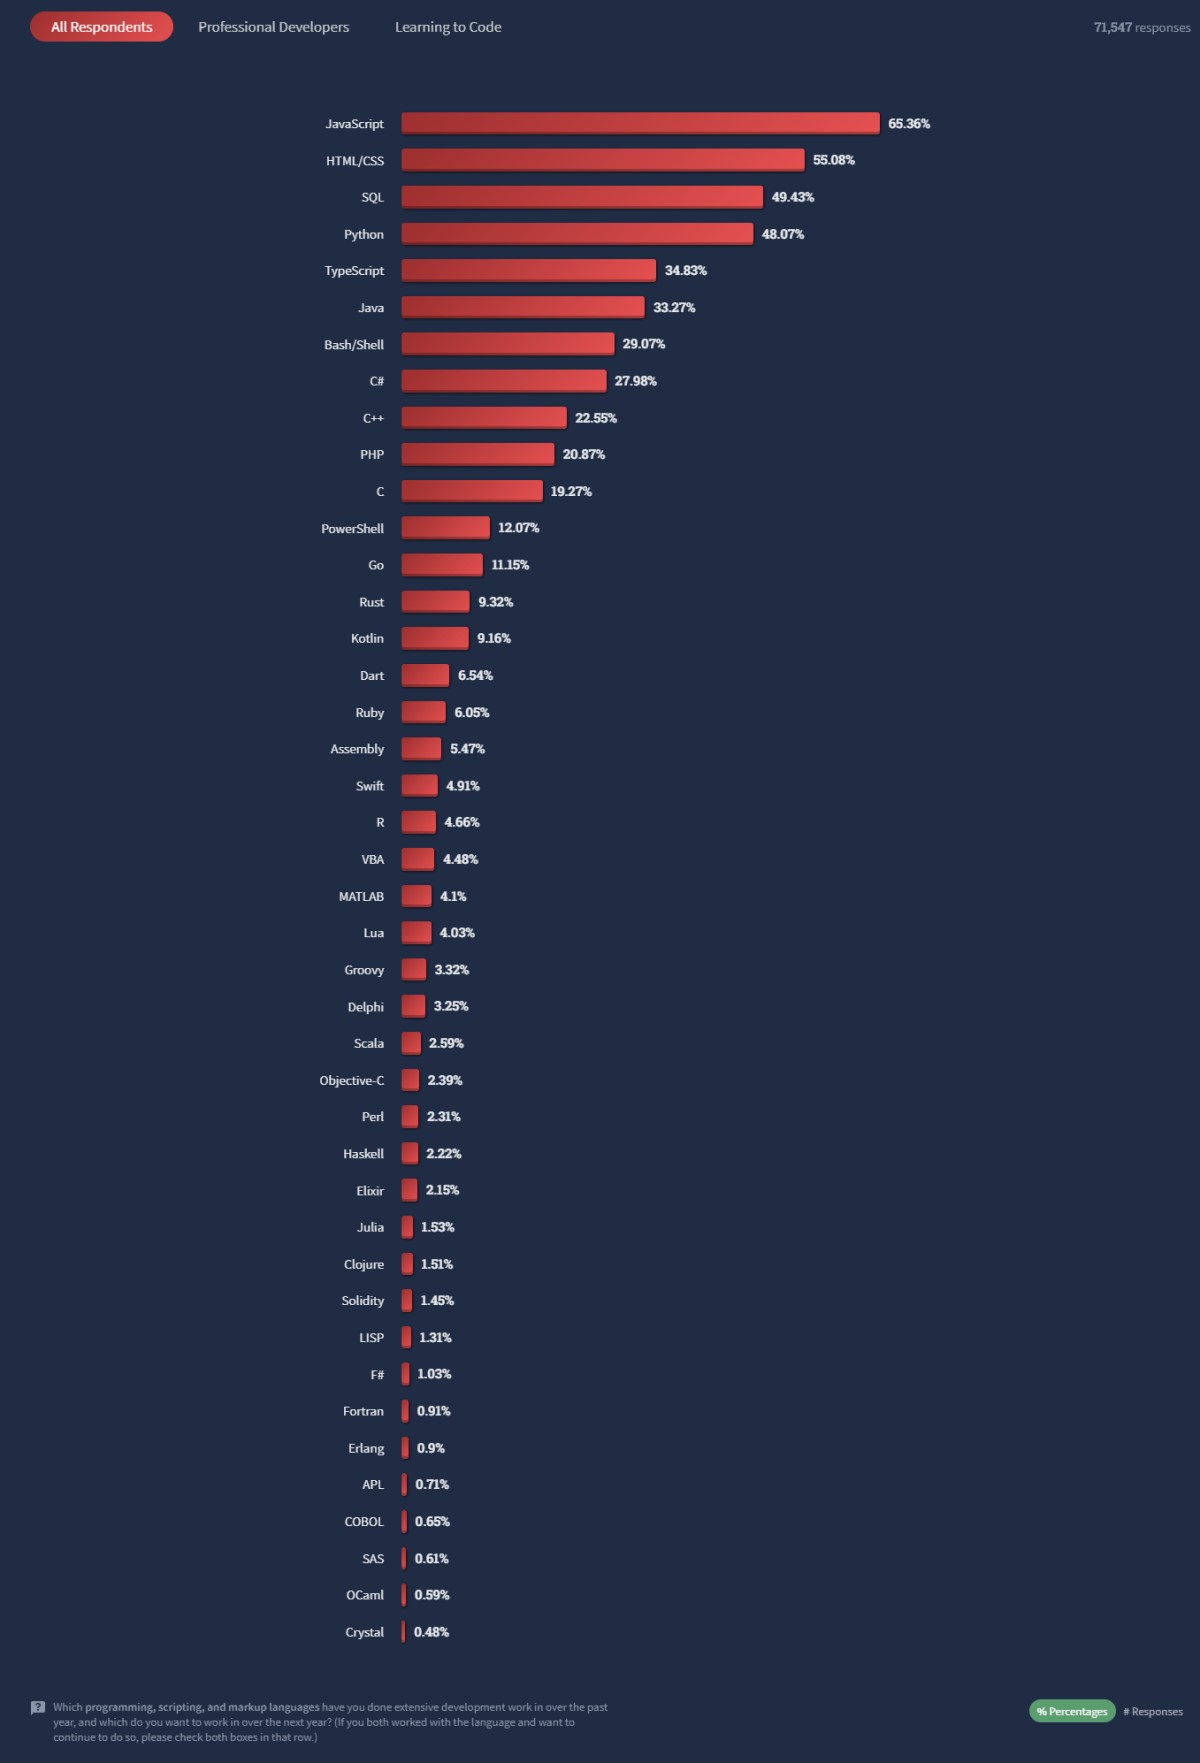 All Respondents Professional Developers Learning to Code 71,547 responses
JavaScript 65.36%
HTML/CSS 55.08%
SQL 49.43%
Python 48.07%
TypeScript 34.83%
Java 33.27%
Bash/Shell 29.07%
C# 27.98%
C++ 22.55%
PHP 20.87%
C 19.27%
PowerShell 12.07%
Go 11.15%
Rust 9.32%
Kotlin 9.16%
Dart 6.54%
Ruby 6.05%
Assembly 5.47%
Swift 4.91%
R 4.66%
VBA 4.48%
MATLAB 4.1%
Lua 4.03%
Groovy 3.32%
Delphi 3.25%
Scala 2.59%
Objective-C 2.39%
Perl 2.31%
Haskell 2.22%
Elixir 2.15%
Julia 1.53%
Clojure 1.51%
Solidity 1.45%
LISP 1.31%
F# 1.03%
Fortran 0.91%
Erlang 0.9%
APL 0.71%
COBOL 0.65%
SAS 0.61%
OCaml 0.59%
Crystal 0.48%
? Which programming, scripting, and markup languages have you done extensive development work in over the past
year, and which do you want to work in over the next year? (If you both worked with the language and want to
continue to do so, please check both boxes in that row.)
% Percentages # Responses